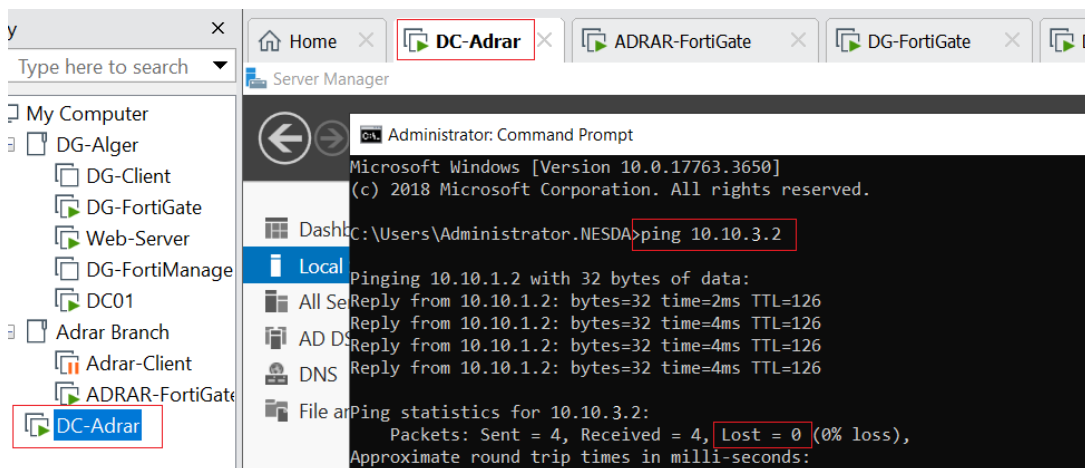 y
Type here to search
My Computer
DG-Alger
DG-Client
DG-FortiGate
Web-Server
DG-FortiManage
DC01
Adrar Branch
Adrar-Client
ADRAR-FortiGate
DC-Adrar
Home
DC-Adrar
ADRAR-FortiGate
DG-FortiGate
Server Manager
Dashb
Local
All Ser
AD DS
DNS
File ar
Administrator: Command Prompt
Microsoft Windows [Version 10.0.17763.3650]
(c) 2018 Microsoft Corporation. All rights reserved.
C:\Users\Administrator.NESDA>ping 10.10.3.2
Pinging 10.10.1.2 with 32 bytes of data:
Reply from 10.10.1.2: bytes=32 time=2ms TTL=126
Reply from 10.10.1.2: bytes=32 time=4ms TTL=126
Reply from 10.10.1.2: bytes=32 time=4ms TTL=126
Reply from 10.10.1.2: bytes=32 time=4ms TTL=126
Ping statistics for 10.10.3.2:
Packets: Sent = 4, Received = 4, Lost = 0 (0% loss),
Approximate round trip times in milli-seconds: